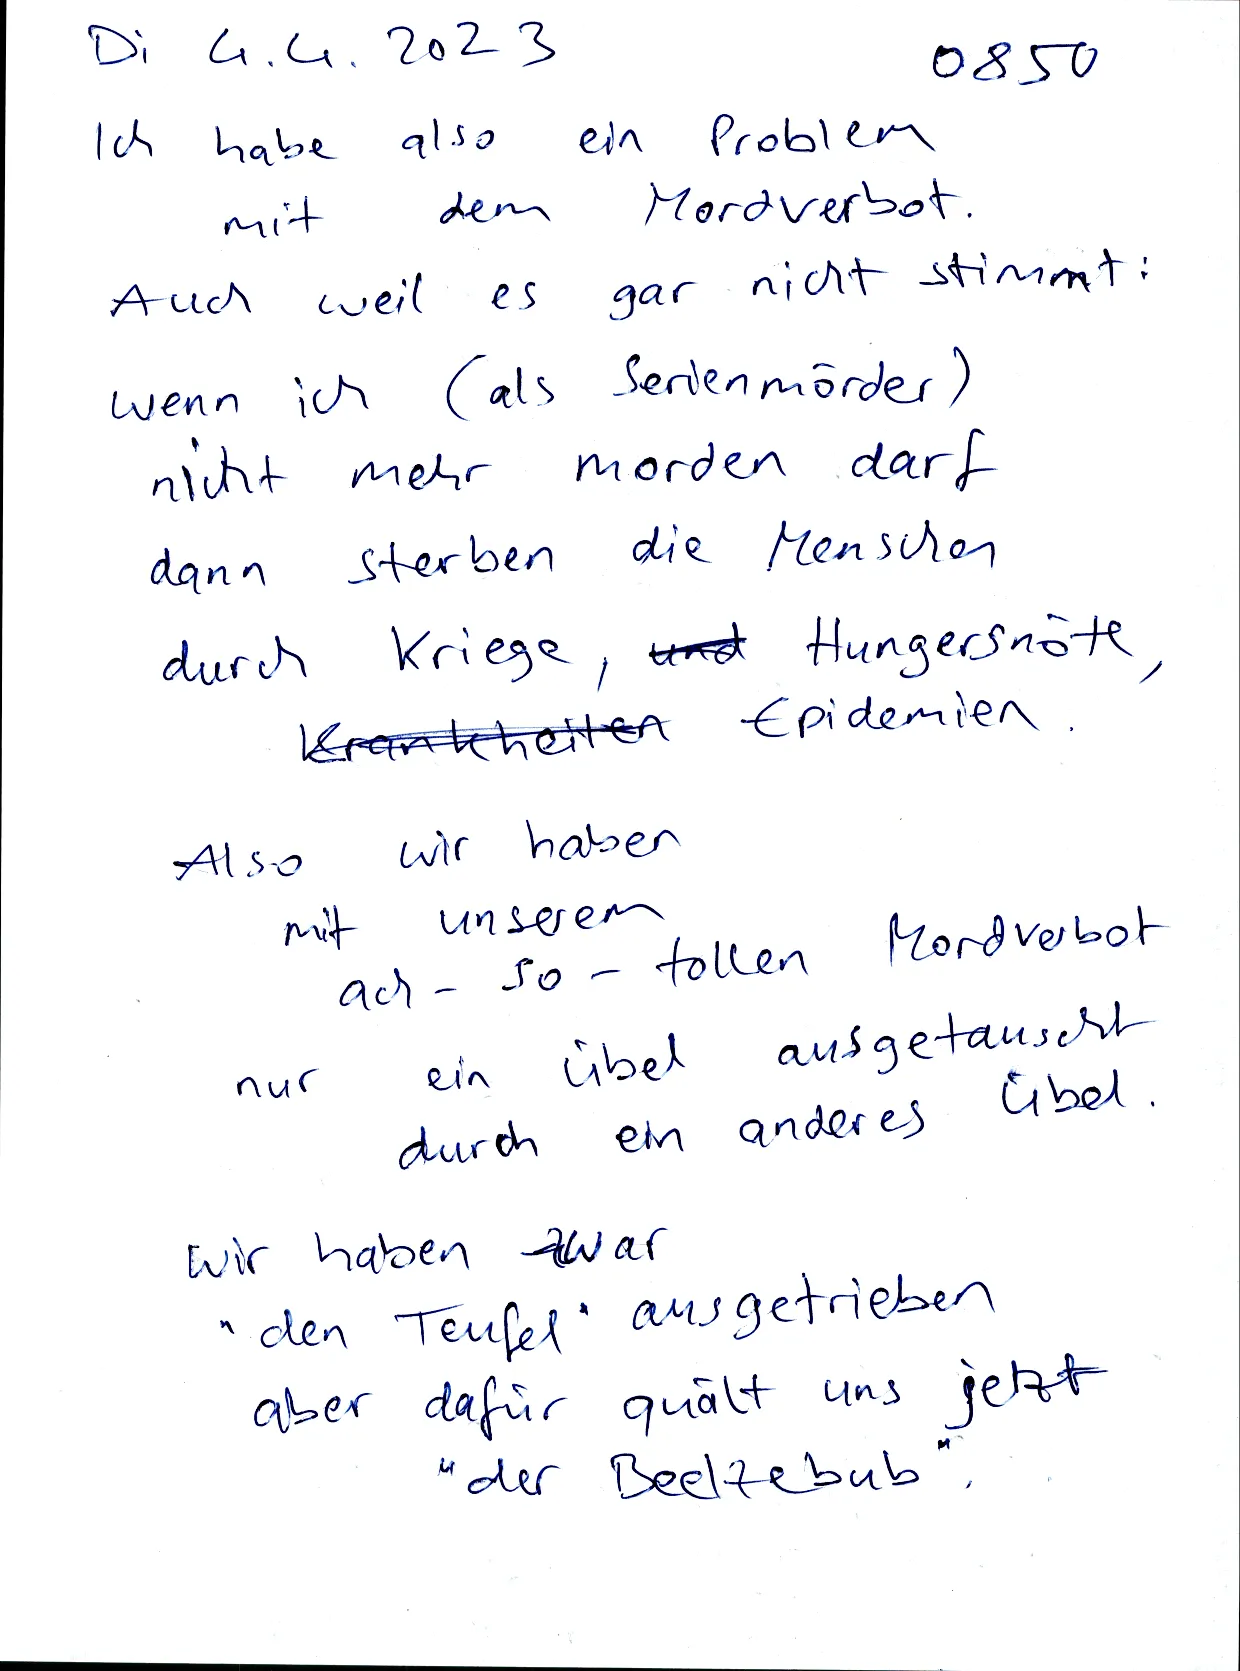 Di 4.4.2023 0850
Ich habe also ein Problem
mit dem Mordverbot.
Auch weil es gar nicht stimmt:
wenn ich (als Serienmörder)
nicht mehr morden darf
dann sterben die Menschen
durch Kriege, und Hungersnöte,
Krankheiten Epidemien.
Also wir haben
mit unserem
ach-so-tollen Mordverbot
nur ein Übel ausgetauscht
durch ein anderes Übel.
Wir haben zwar
"den Teufel" ausgetrieben
aber dafür quält uns jetzt
"der Beelzebub".